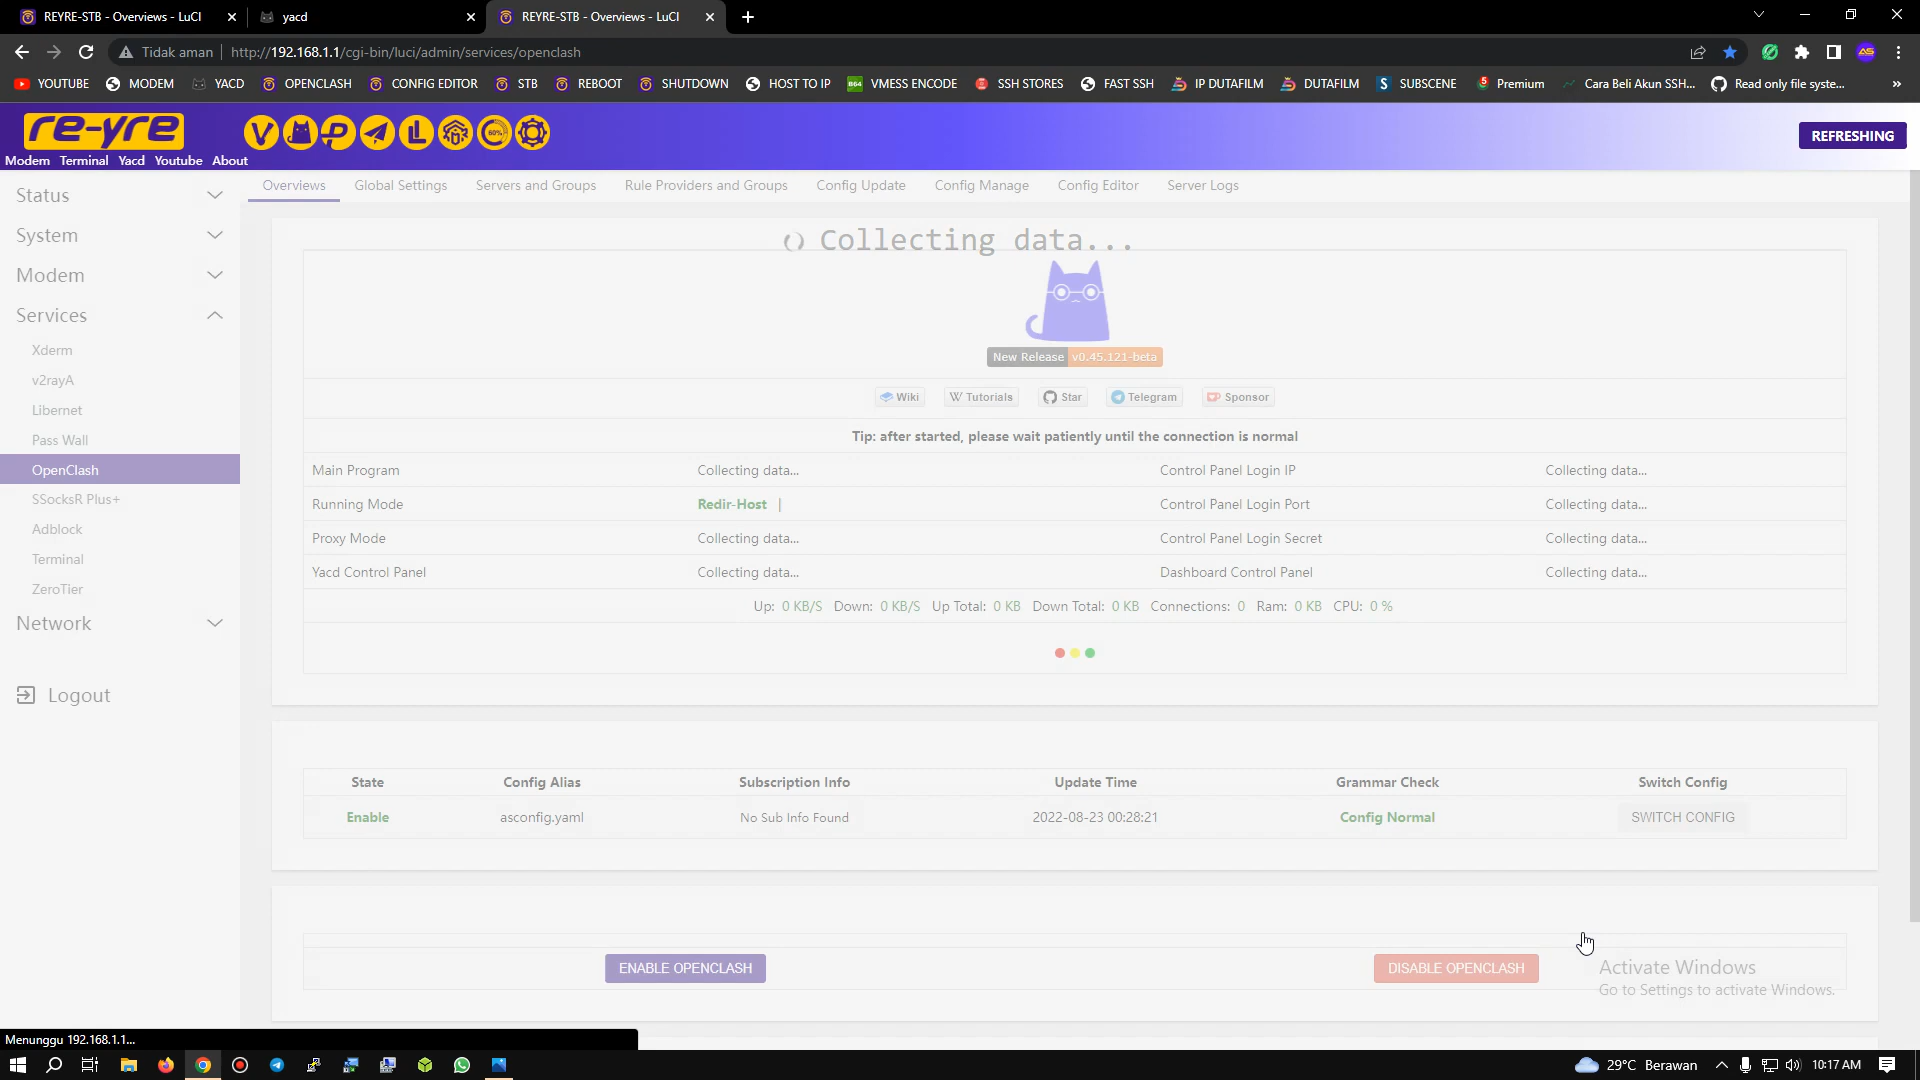 REYRE-STB - Overviews - LuCI
yacd
REYRE-STB - Overviews - LuCI
Tidak aman
http://192.168.1.1/cgi-bin/luci/admin/services/openclash
YOUTUBE
MODEM
YACD
OPENCLASH
CONFIG EDITOR
STB
REBOOT
SHUTDOWN
HOST TO IP
VMESS ENCODE
SSH STORES
FAST SSH
IP DUTAFILM
DUTAFILM
SUBSCENE
Premium
Cara Beli Akun SSH...
Read only file syste...
re-yre
REFRESHING
Modem Terminal Yacd Youtube About
Status
System
Modem
Services
Xderm
v2rayA
Libernet
Pass Wall
OpenClash
SSocksR Plus+
Adblock
Terminal
ZeroTier
Network
Logout
Overviews
Global Settings
Servers and Groups
Rule Providers and Groups
Config Update
Config Manage
Config Editor
Server Logs
Collecting data...
New Release v0.45.121-beta
Wiki
Tutorials
Star
Telegram
Sponsor
Tip: after started, please wait patiently until the connection is normal
Main Program Collecting data... Control Panel Login IP Collecting data...
Running Mode Redir-Host | Control Panel Login Port Collecting data...
Proxy Mode Collecting data... Control Panel Login Secret Collecting data...
Yacd Control Panel Collecting data... Dashboard Control Panel Collecting data...
Up: 0 KB/S Down: 0 KB/S Up Total: 0 KB Down Total: 0 KB Connections: 0 Ram: 0 KB CPU: 0 %
State Config Alias Subscription Info Update Time Grammar Check Switch Config
Enable asconfig.yaml No Sub Info Found 2022-08-23 00:28:21 Config Normal SWITCH CONFIG
ENABLE OPENCLASH
DISABLE OPENCLASH
Activate Windows
Go to Settings to activate Windows.
Menunggu 192.168.1.1...
29°C Berawan
10:17 AM